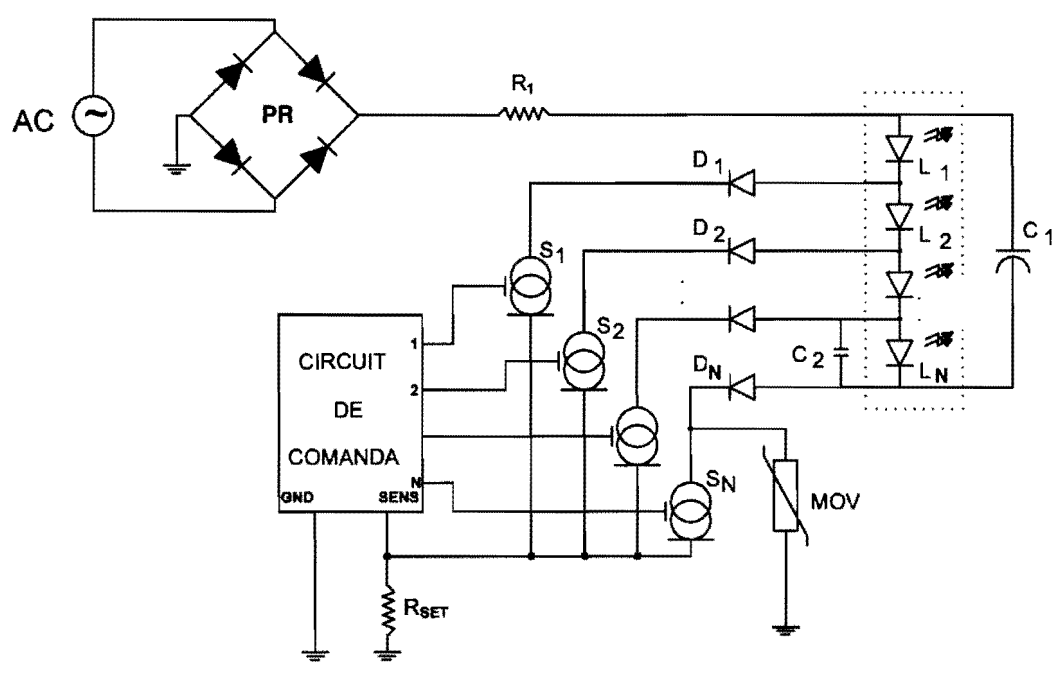 AC
~
PR
R1
D1
L1
D2
L2
C1
S1
S2
C2
DN
LN
SN
MOV
CIRCUIT
DE
COMANDA
1
2
N
GND
SENS
RSET